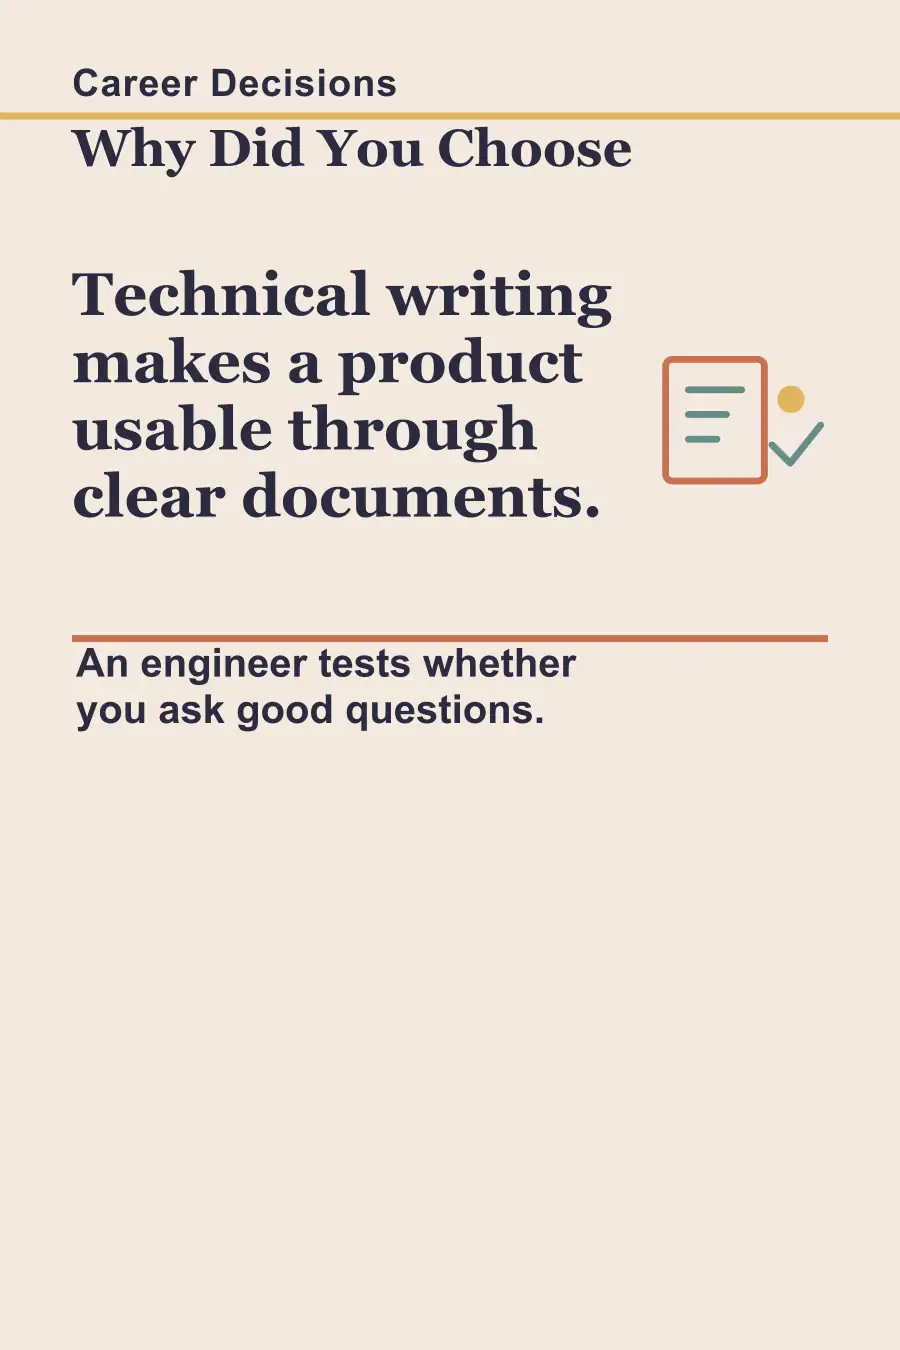 Career Decisions
Why Did You Choose
Technical writing
makes a product
usable through
clear documents.
An engineer tests whether
you ask good questions.